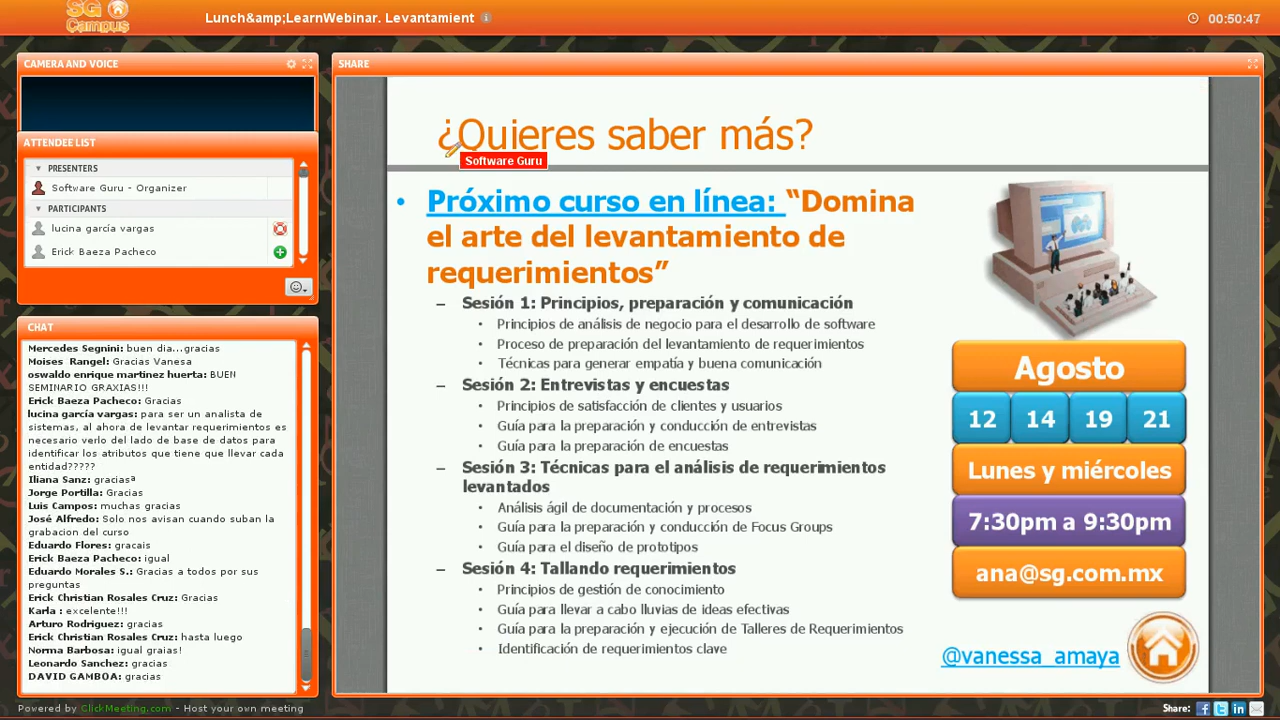 SG
Campus
Lunch&amp;LearnWebinar. Levantamient
00:50:47
CAMERA AND VOICE
ATTENDEE LIST
PRESENTERS
Software Guru - Organizer
PARTICIPANTS
lucina garcía vargas
Erick Baeza Pacheco
CHAT
Mercedes Segnini: buen dia...gracias
Moises Rangel: Gracias Vanesa
oswaldo enrique martinez huerta: BUEN
SEMINARIO GRAXIAS!!!
Erick Baeza Pacheco: Gracias
lucina garcía vargas: para ser un analista de
sistemas, al ahora de levantar requerimientos es
necesario verlo del lado de base de datos para
identificar los atributos que tiene que llevar cada
entidad?????
Iliana Sanz: graciasª
Jorge Portilla: Gracias
Luis Campos: muchas gracias
José Alfredo: Solo nos avisan cuando suban la
grabacion del curso
Eduardo Flores: gracais
Erick Baeza Pacheco: igual
Eduardo Morales S.: Gracias a todos por sus
preguntas
Erick Christian Rosales Cruz: Gracias
Karla : excelente!!!
Arturo Rodriguez: gracias
Erick Christian Rosales Cruz: hasta luego
Norma Barbosa: igual graias!
Leonardo Sanchez: gracias
DAVID GAMBOA: gracias
SHARE
¿Quieres saber más?
Software Guru
• Próximo curso en línea: “Domina
el arte del levantamiento de
requerimientos”
– Sesión 1: Principios, preparación y comunicación
• Principios de análisis de negocio para el desarrollo de software
• Proceso de preparación del levantamiento de requerimientos
• Técnicas para generar empatía y buena comunicación
– Sesión 2: Entrevistas y encuestas
• Principios de satisfacción de clientes y usuarios
• Guía para la preparación y conducción de entrevistas
• Guía para la preparación de encuestas
– Sesión 3: Técnicas para el análisis de requerimientos
levantados
• Análisis ágil de documentación y procesos
• Guía para la preparación y conducción de Focus Groups
• Guía para el diseño de prototipos
– Sesión 4: Tallando requerimientos
• Principios de gestión de conocimiento
• Guía para llevar a cabo lluvias de ideas efectivas
• Guía para la preparación y ejecución de Talleres de Requerimientos
• Identificación de requerimientos clave
Agosto
12 14 19 21
Lunes y miércoles
7:30pm a 9:30pm
ana@sg.com.mx
@vanessa_amaya
Powered by ClickMeeting.com - Host your own meeting
Share: